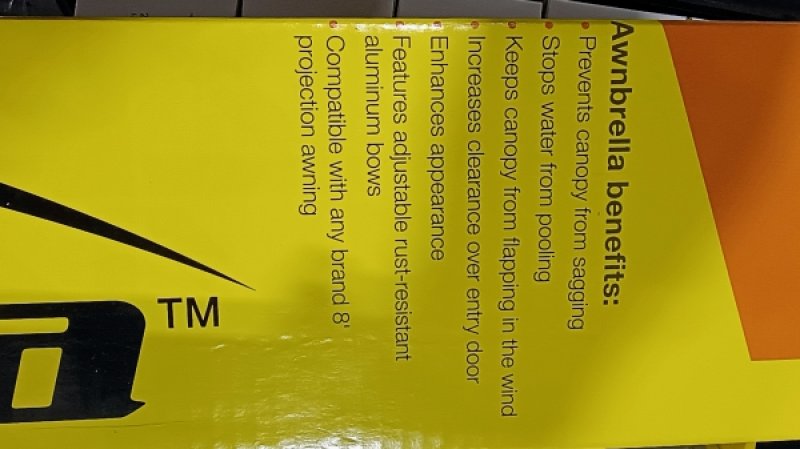 Awnbrella benefits:
• Prevents canopy from sagging
• Stops water from pooling
• Keeps canopy from flapping in the wind
• Increases clearance over entry door
• Enhances appearance
• Features adjustable rust-resistant
aluminum bows
• Compatible with any brand 8'
projection awning
a™